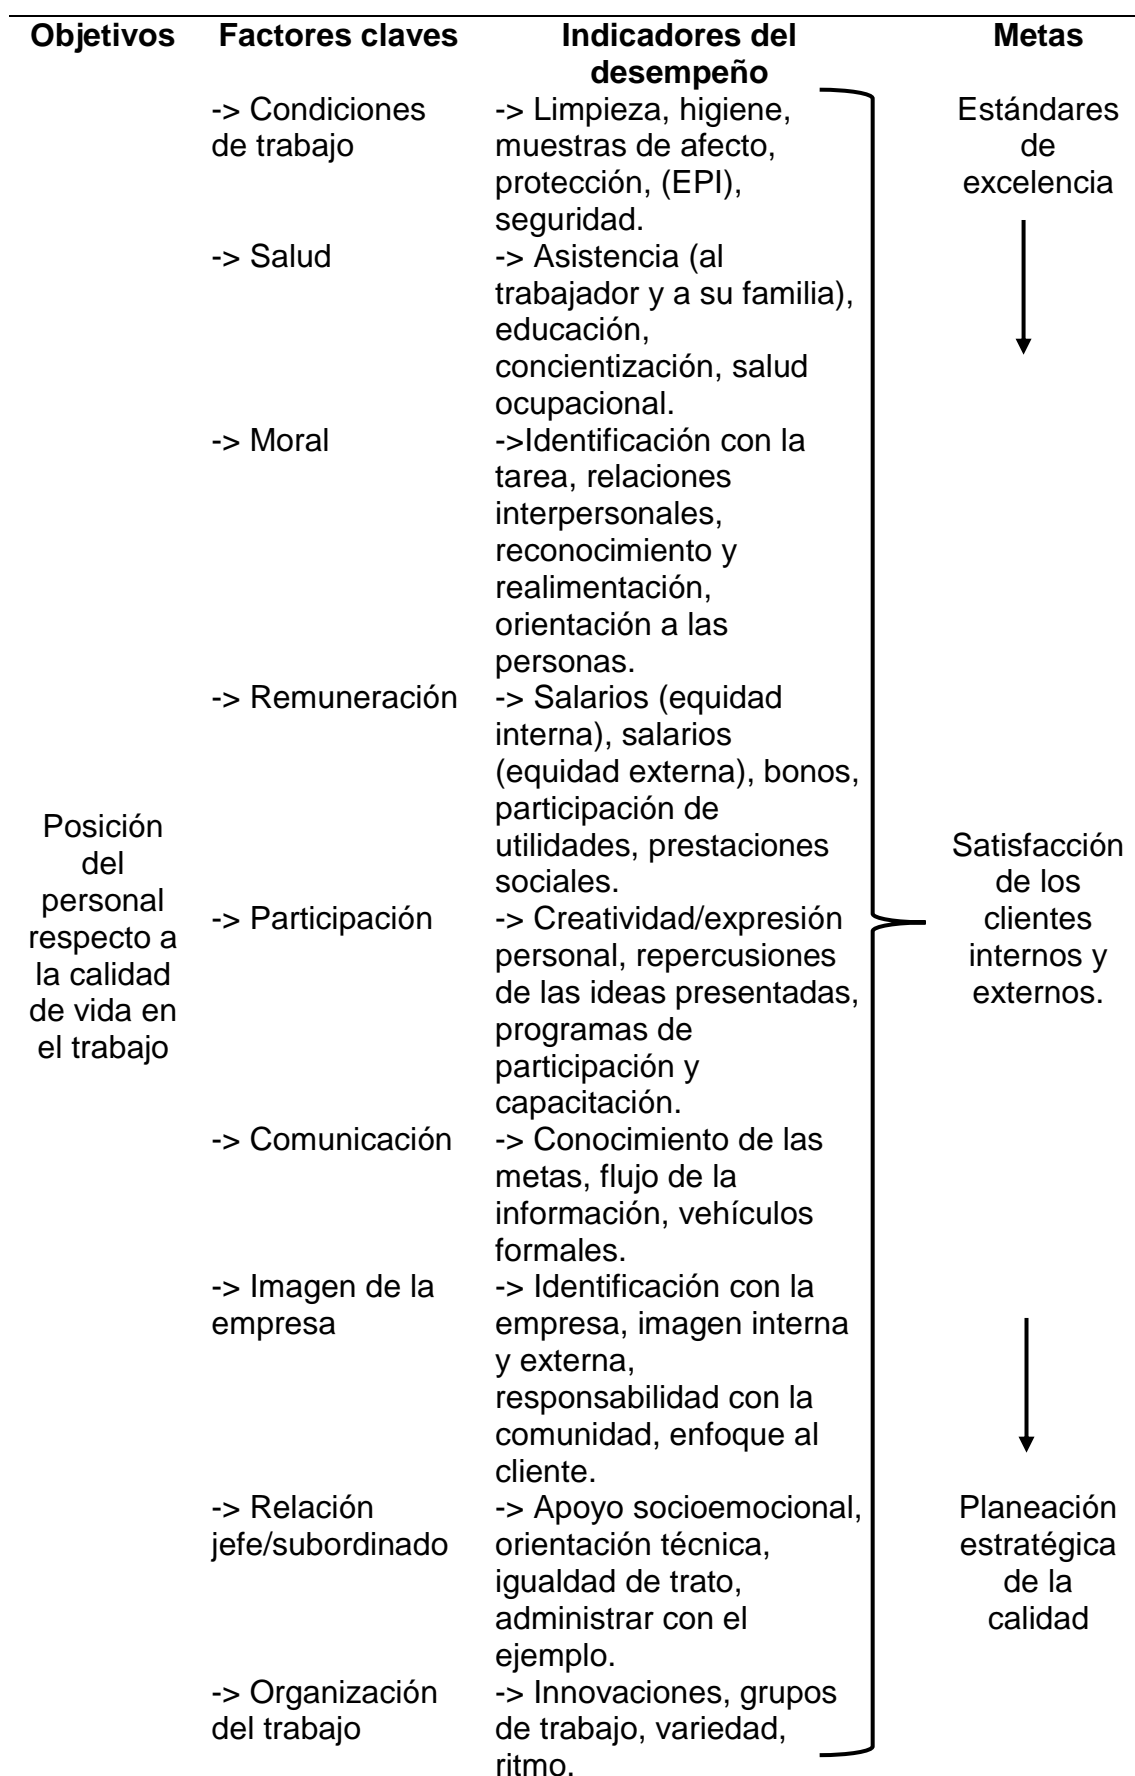 Objetivos Factores claves Indicadores del desempeño Metas
-> Condiciones
de trabajo
-> Limpieza, higiene,
muestras de afecto,
protección, (EPI),
seguridad.
Estándares
de
excelencia
-> Salud
-> Asistencia (al
trabajador y a su familia),
educación,
concientización, salud
ocupacional.
-> Moral
->Identificación con la
tarea, relaciones
interpersonales,
reconocimiento y
realimentación,
orientación a las
personas.
-> Remuneración
-> Salarios (equidad
interna), salarios
(equidad externa), bonos,
participación de
utilidades, prestaciones
sociales.
Posición
del
personal
respecto a
la calidad
de vida en
el trabajo
-> Participación
-> Creatividad/expresión
personal, repercusiones
de las ideas presentadas,
programas de
participación y
capacitación.
Satisfacción
de los
clientes
internos y
externos.
-> Comunicación
-> Conocimiento de las
metas, flujo de la
información, vehículos
formales.
-> Imagen de la
empresa
-> Identificación con la
empresa, imagen interna
y externa,
responsabilidad con la
comunidad, enfoque al
cliente.
-> Relación
jefe/subordinado
-> Apoyo socioemocional,
orientación técnica,
igualdad de trato,
administrar con el
ejemplo.
Planeación
estratégica
de la
calidad
-> Organización
del trabajo
-> Innovaciones, grupos
de trabajo, variedad,
ritmo.